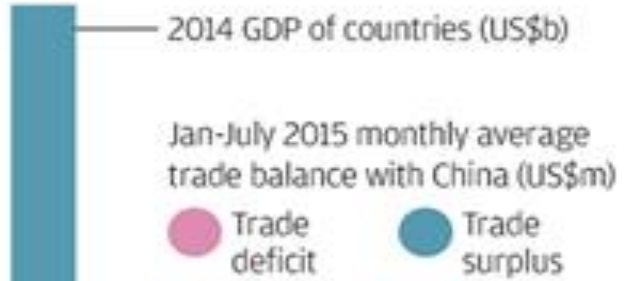 2014 GDP of countries (US$b)
Jan-July 2015 monthly average
trade balance with China (US$m)
Trade
deficit
Trade
surplus